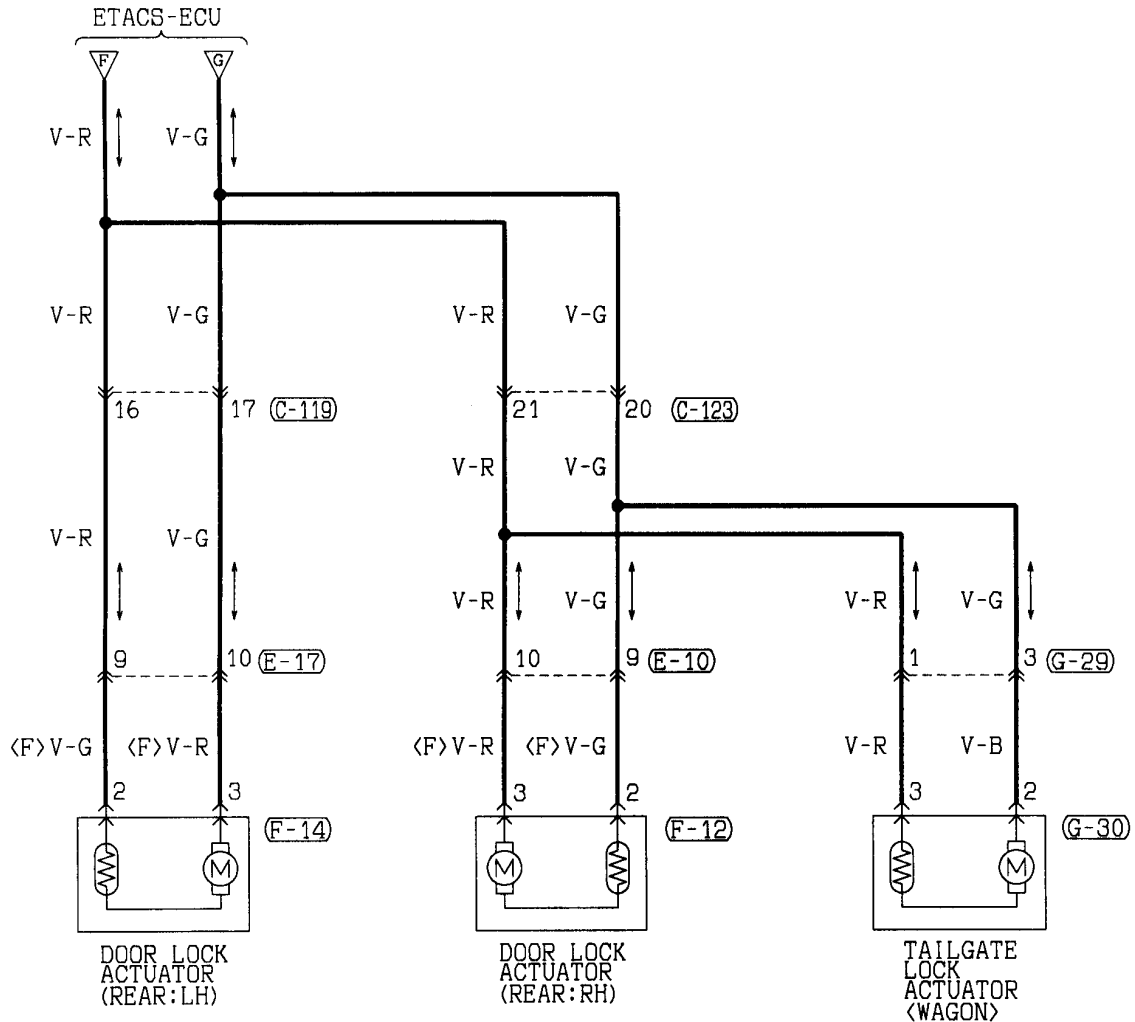 ETACS-ECU
F G
V-R V-G
V-R V-G V-R V-G
16 17 C-119 21 20 C-123
V-R V-G
V-R V-G
V-R V-G V-R V-G
9 10 E-17 10 9 E-10 1 3 G-29
<F>V-G <F>V-R <F>V-R <F>V-G V-R V-B
2 3 3 2 3 2
F-14 F-12 G-30
M M M
DOOR LOCK
ACTUATOR
(REAR:LH)
DOOR LOCK
ACTUATOR
(REAR:RH)
TAILGATE
LOCK
ACTUATOR
<WAGON>